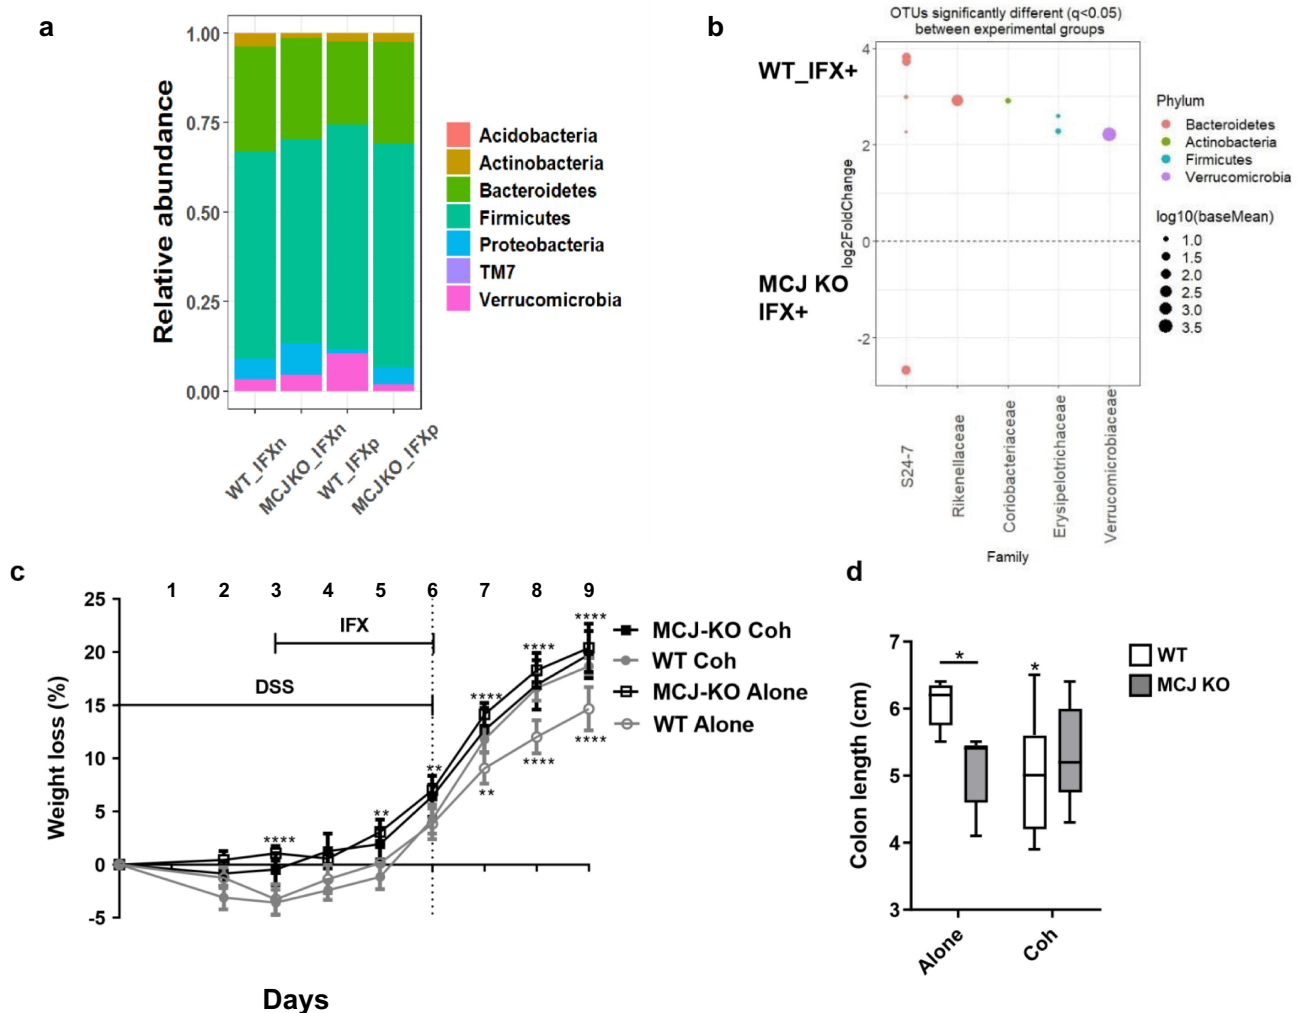 a
1.00
0.75
0.50
0.25
0.00
Relative abundance
WT_IFXn
MCJKO_IFXn
WT_IFXp
MCJKO_IFXp
Acidobacteria
Actinobacteria
Bacteroidetes
Firmicutes
Proteobacteria
TM7
Verrucomicrobia
b
OTUs significantly different (q<0.05)
between experimental groups
WT_IFX+
MCJ KO
IFX+
4
2
0
-2
log2FoldChange
S24-7
Rikenellaceae
Coriobacteriaceae
Erysipelotrichaceae
Verrucomicrobiaceae
Family
Phylum
Bacteroidetes
Actinobacteria
Firmicutes
Verrucomicrobia
log10(baseMean)
1.0
1.5
2.0
2.5
3.0
3.5
c
1 2 3 4 5 6 7 8 9
25
20
15
10
5
0
-5
Weight loss (%)
IFX
DSS
****
**
**
****
****
****
**
****
****
MCJ-KO Coh
WT Coh
MCJ-KO Alone
WT Alone
Days
d
7
6
5
4
3
Colon length (cm)
*
*
Alone
Coh
WT
MCJ KO